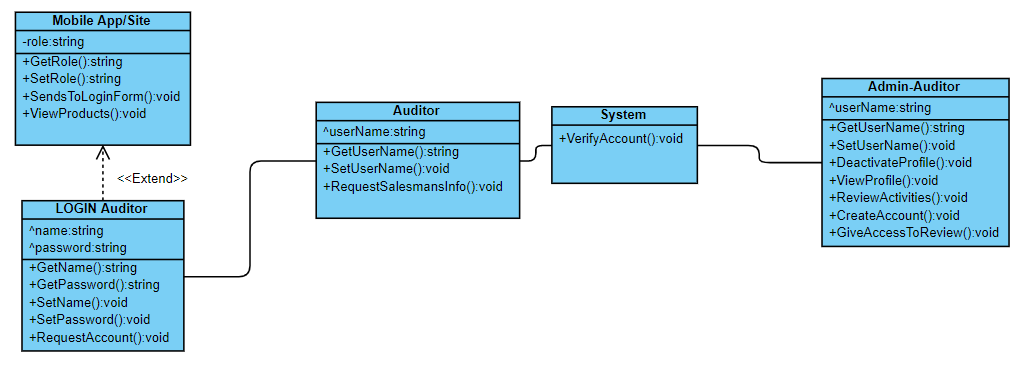 Mobile App/Site
-role:string
+GetRole():string
+SetRole():string
+SendsToLoginForm():void
+ViewProducts():void
<<Extend>>
LOGIN Auditor
^name:string
^password:string
+GetName():string
+GetPassword():string
+SetName():void
+SetPassword():void
+RequestAccount():void
Auditor
^userName:string
+GetUserName():string
+SetUserName():void
+RequestSalesmansInfo():void
System
+VerifyAccount():void
Admin-Auditor
^userName:string
+GetUserName():string
+SetUserName():void
+DeactivateProfile():void
+ViewProfile():void
+ReviewActivities():void
+CreateAccount():void
+GiveAccessToReview():void